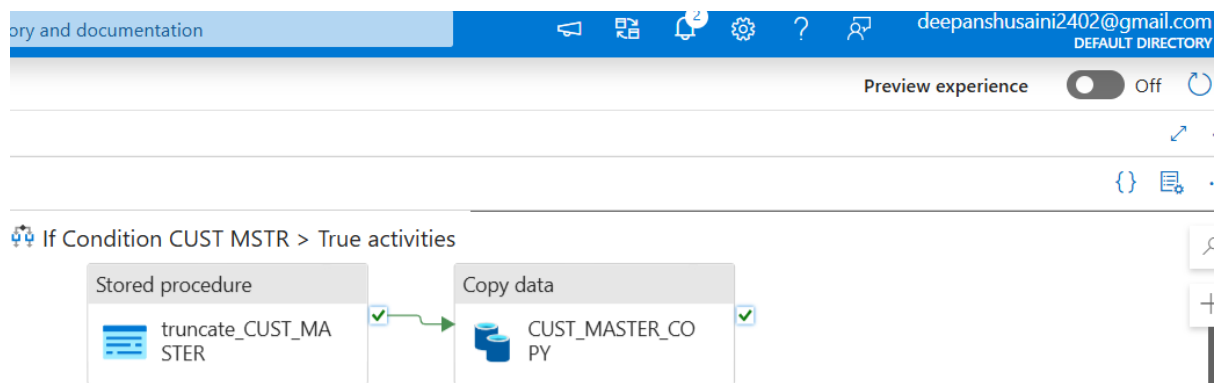 ory and documentation
2
deepanshusaini2402@gmail.com
DEFAULT DIRECTORY
Preview experience
Off
{}
If Condition CUST MSTR > True activities
Stored procedure
Copy data
truncate_CUST_MA
STER
CUST_MASTER_CO
PY